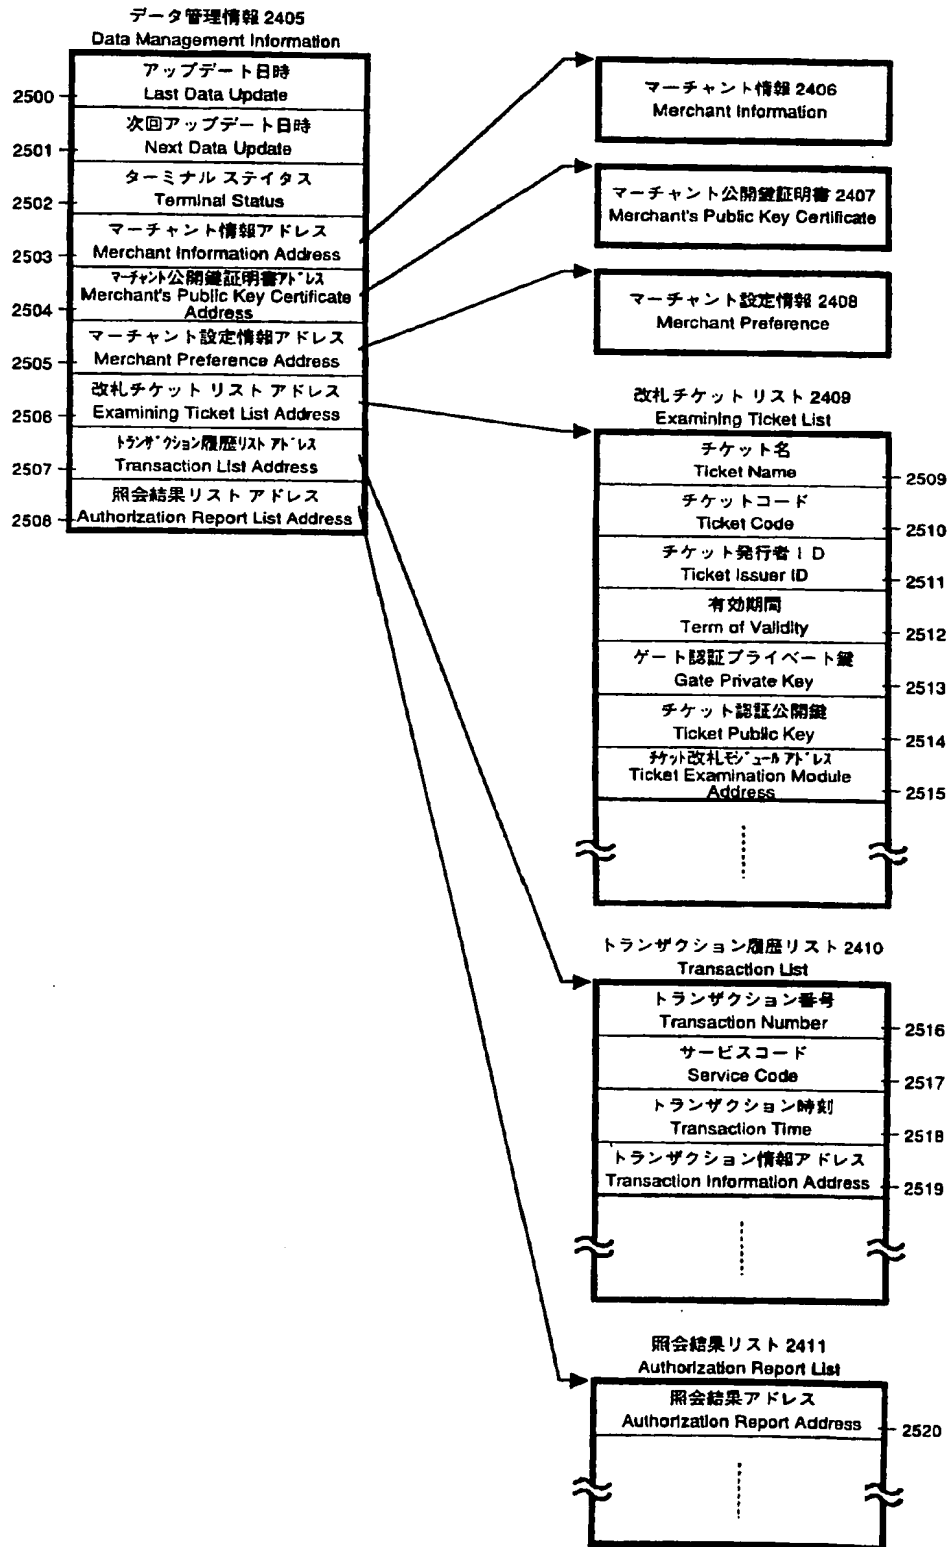 データ管理情報 2405
Data Management Information
アップデート日時
Last Data Update
2500
次回アップデート日時
Next Data Update
2501
ターミナル ステイタス
Terminal Status
2502
マーチャント情報アドレス
Merchant Information Address
2503
マーチャント公開鍵証明書アドレス
Merchant's Public Key Certificate
Address
2504
マーチャント設定情報アドレス
Merchant Preference Address
2505
改札チケット リスト アドレス
Examining Ticket List Address
2506
トランザクション履歴リスト アドレス
Transaction List Address
2507
照会結果リスト アドレス
Authorization Report List Address
2508
マーチャント情報 2406
Merchant Information
マーチャント公開鍵証明書 2407
Merchant's Public Key Certificate
マーチャント設定情報 2408
Merchant Preference
改札チケット リスト 2409
Examining Ticket List
チケット名
Ticket Name
2509
チケットコード
Ticket Code
2510
チケット発行者 I D
Ticket Issuer ID
2511
有効期間
Term of Validity
2512
ゲート認証プライベート鍵
Gate Private Key
2513
チケット認証公開鍵
Ticket Public Key
2514
チケット改札モジュール アドレス
Ticket Examination Module
Address
2515
トランザクション履歴リスト 2410
Transaction List
トランザクション番号
Transaction Number
2516
サービスコード
Service Code
2517
トランザクション時刻
Transaction Time
2518
トランザクション情報アドレス
Transaction Information Address
2519
照会結果リスト 2411
Authorization Report List
照会結果アドレス
Authorization Report Address
2520